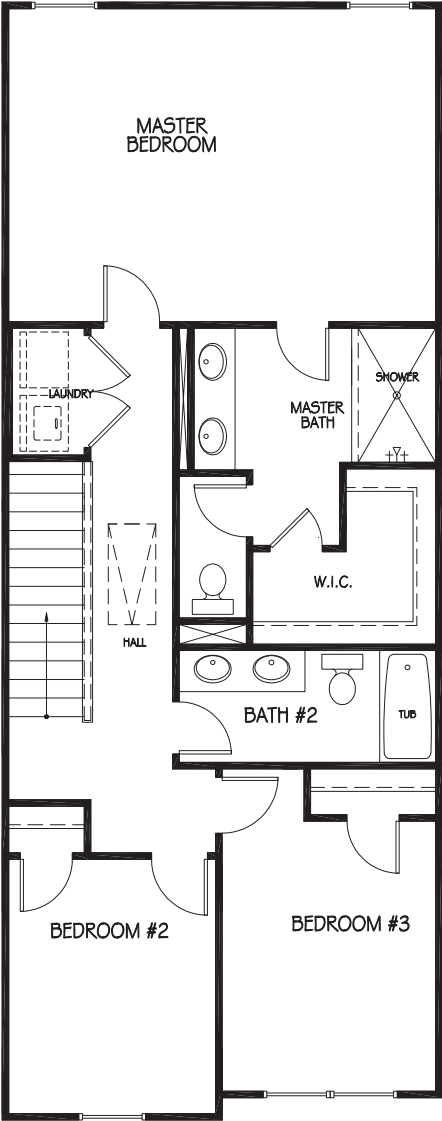 MASTER
BEDROOM
LAUNDRY
SHOWER
MASTER
BATH
W.I.C.
HALL
BATH #2
TUB
BEDROOM #2
BEDROOM #3